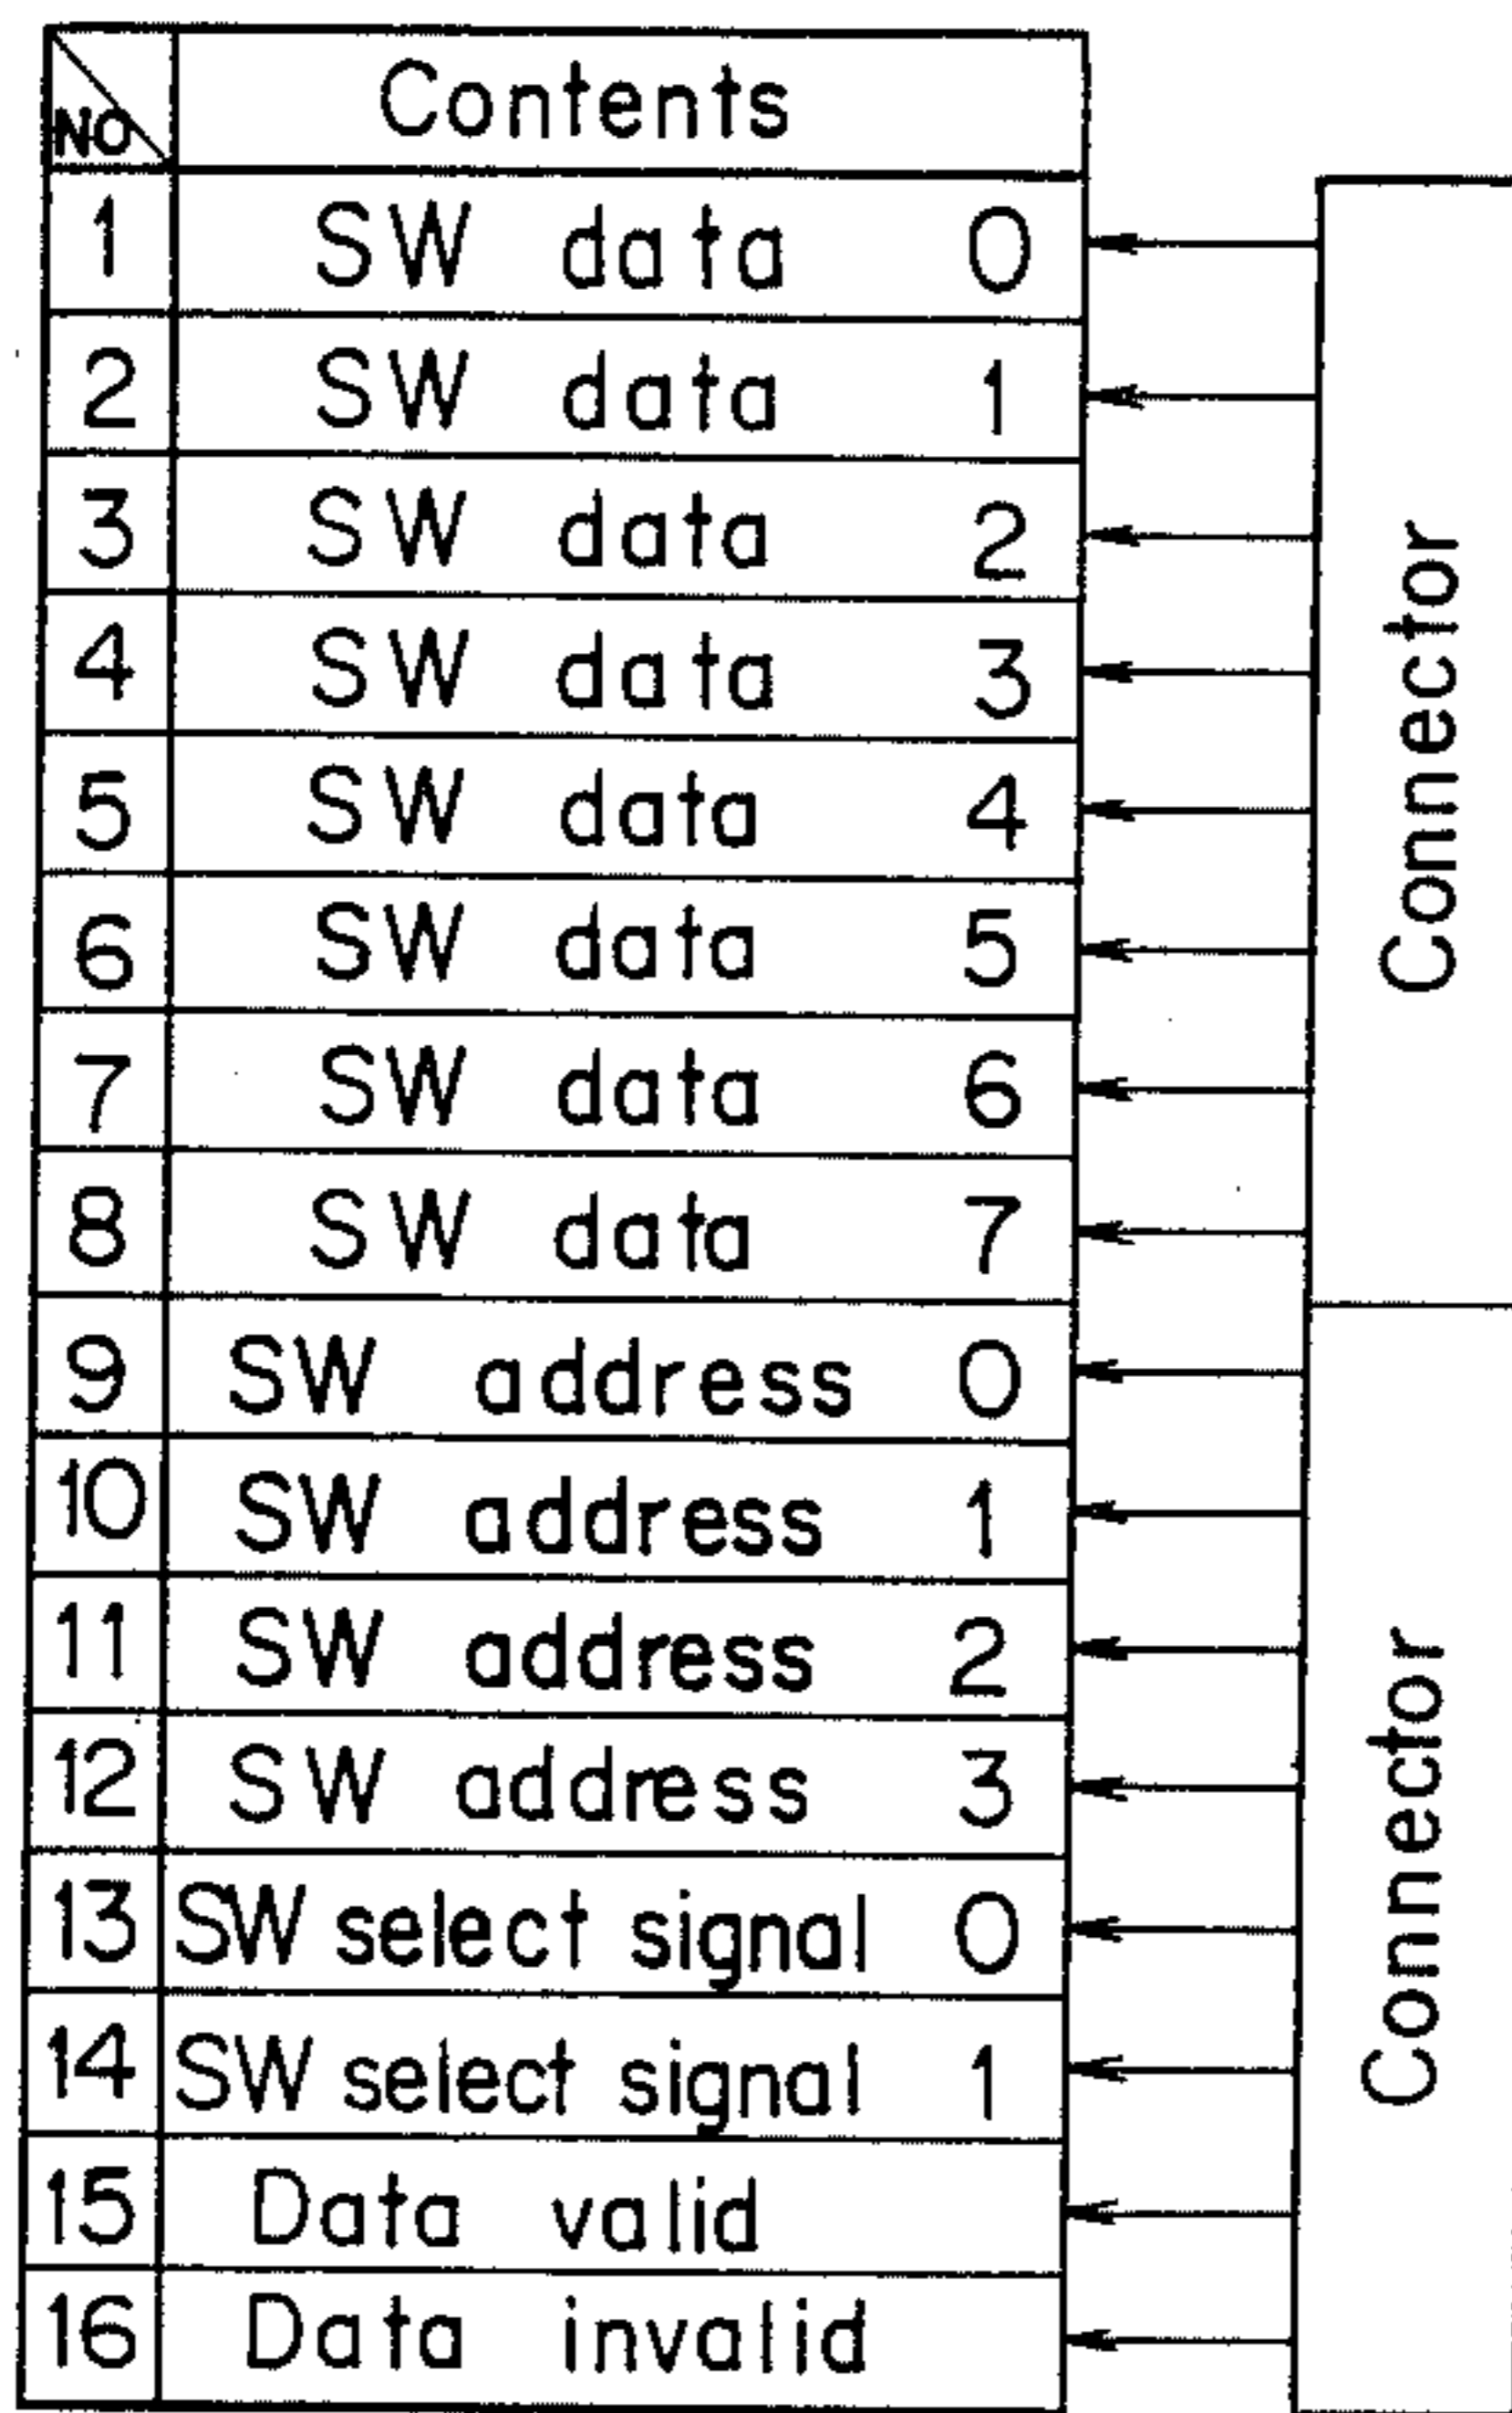 No Contents
1 SW data 0
2 SW data 1
3 SW data 2
4 SW data 3
5 SW data 4
6 SW data 5
7 SW data 6
8 SW data 7
9 SW address 0
10 SW address 1
11 SW address 2
12 SW address 3
13 SW select signal 0
14 SW select signal 1
15 Data valid
16 Data invalid
Connector
Connector